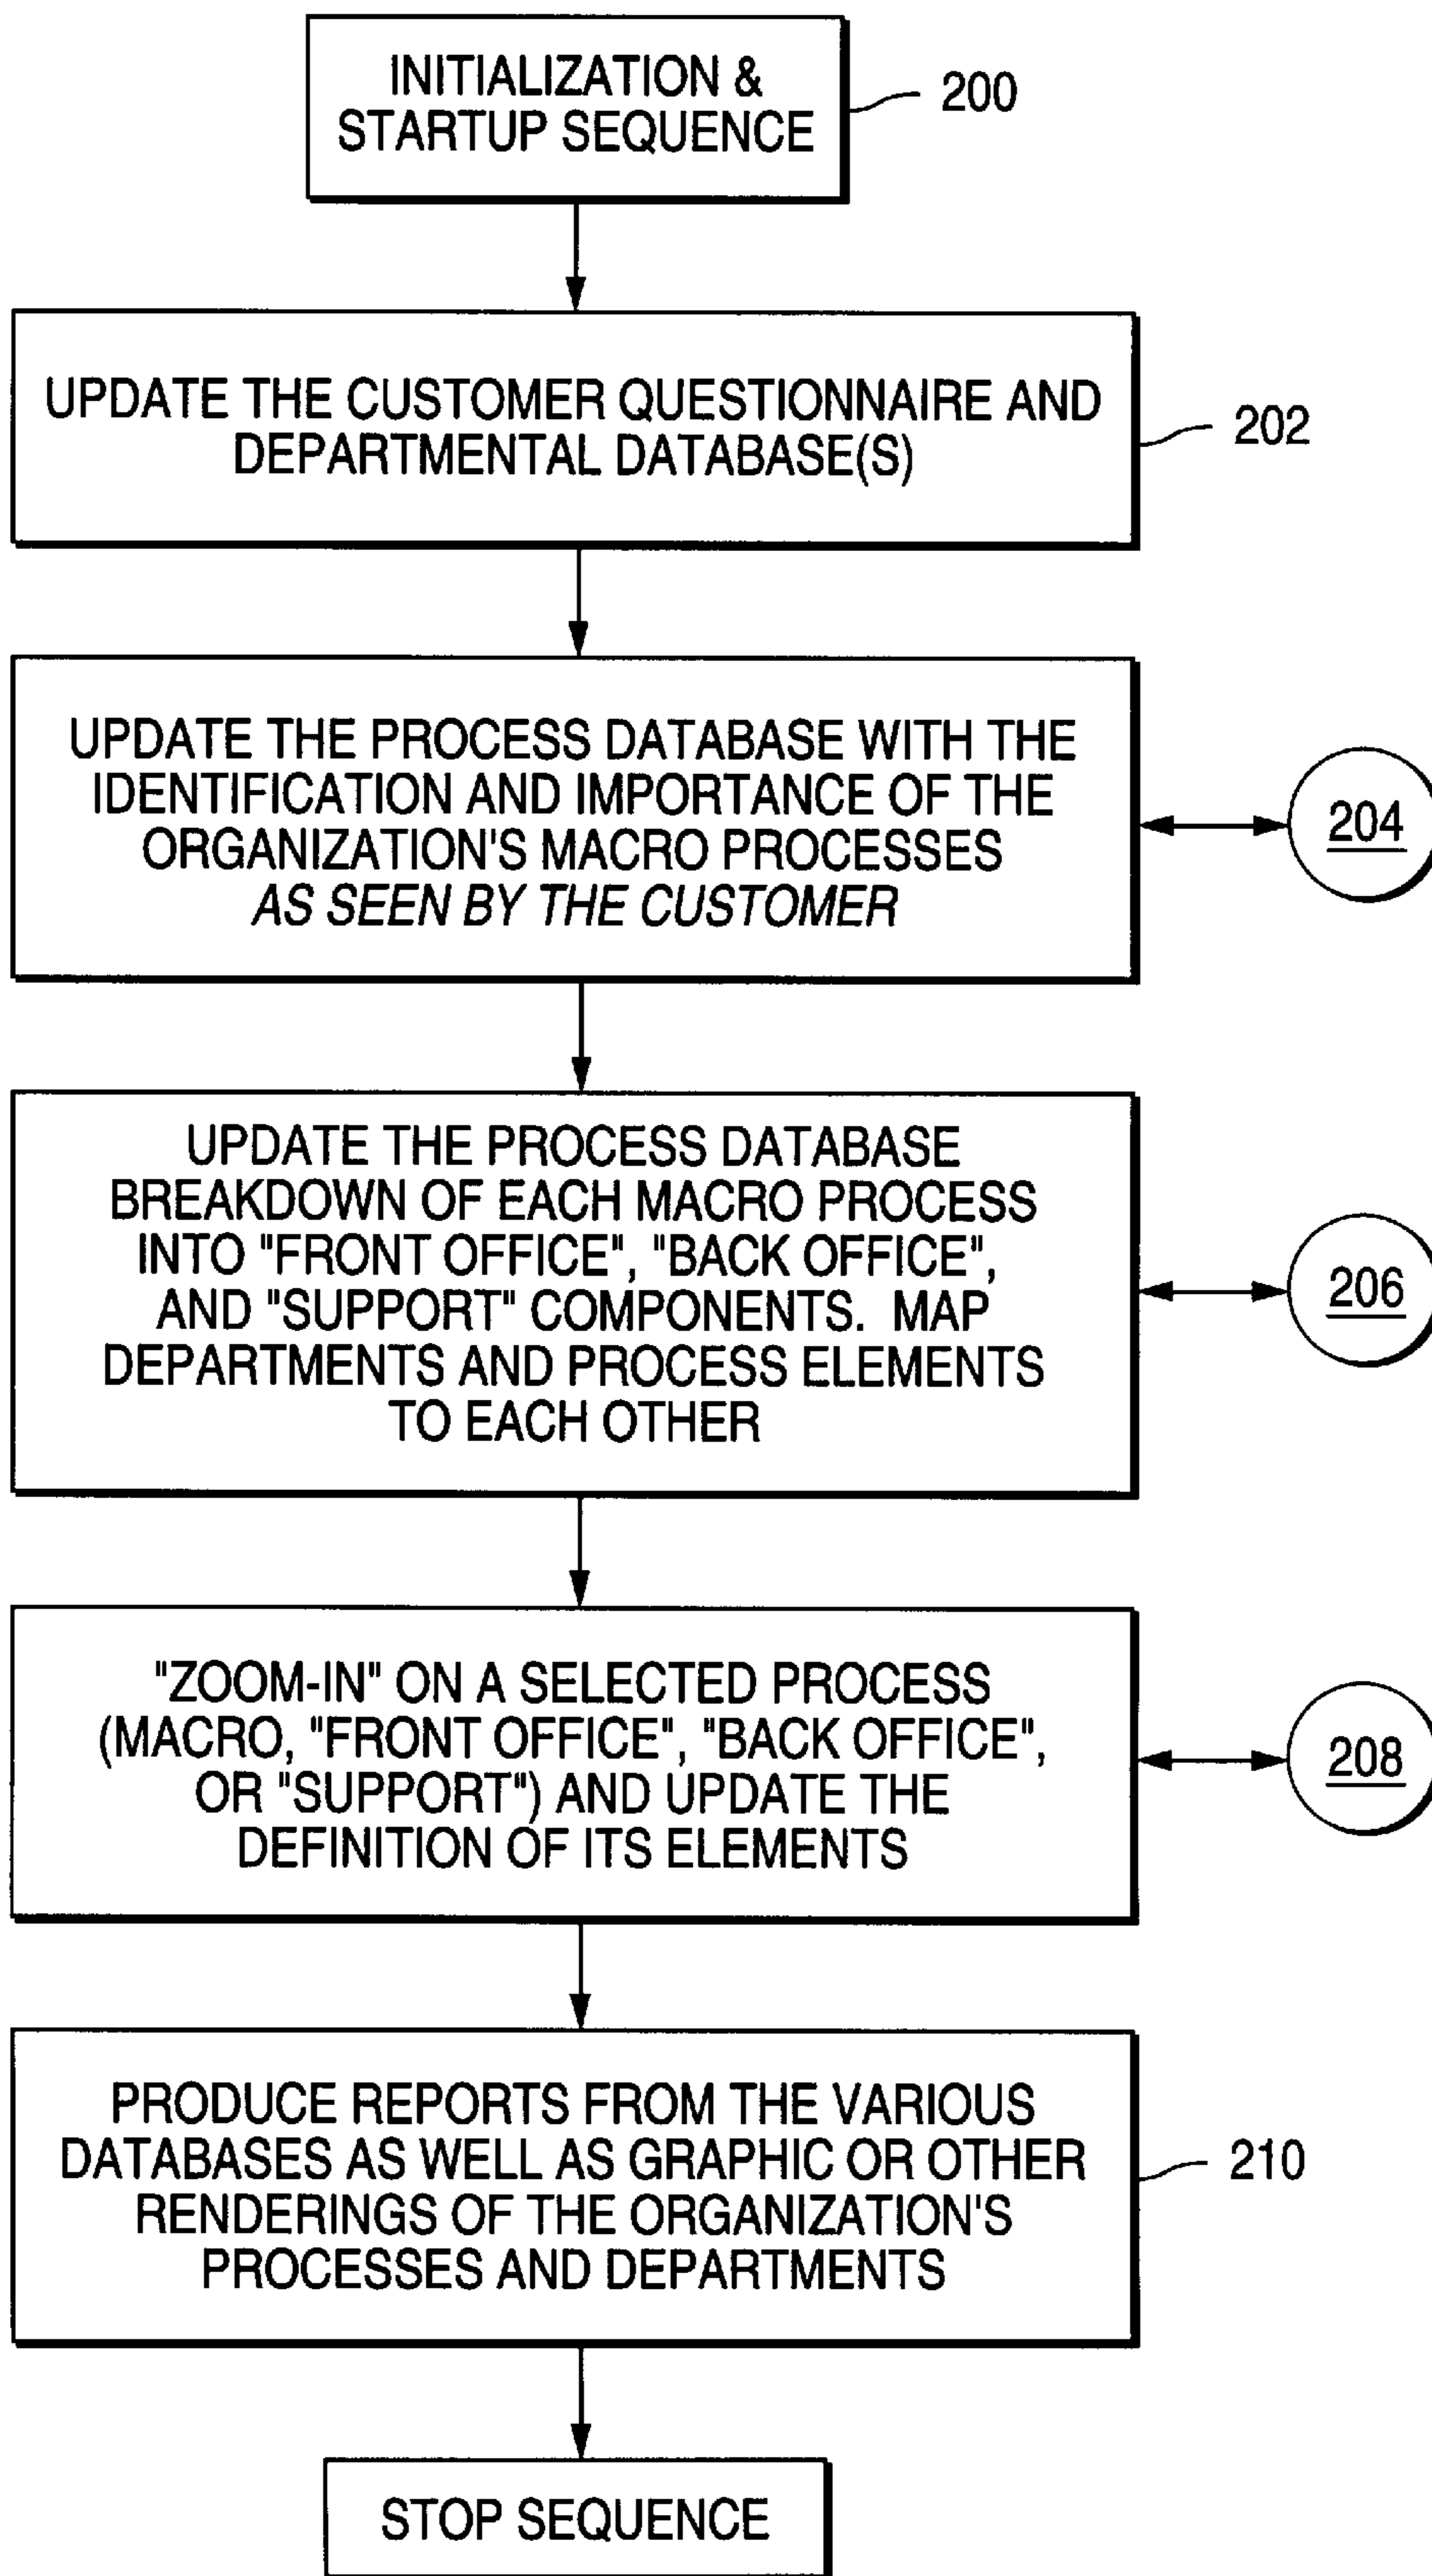 INITIALIZATION &
STARTUP SEQUENCE
200
UPDATE THE CUSTOMER QUESTIONNAIRE AND
DEPARTMENTAL DATABASE(S)
202
UPDATE THE PROCESS DATABASE WITH THE
IDENTIFICATION AND IMPORTANCE OF THE
ORGANIZATION'S MACRO PROCESSES
AS SEEN BY THE CUSTOMER
204
UPDATE THE PROCESS DATABASE
BREAKDOWN OF EACH MACRO PROCESS
INTO "FRONT OFFICE", "BACK OFFICE",
AND "SUPPORT" COMPONENTS. MAP
DEPARTMENTS AND PROCESS ELEMENTS
TO EACH OTHER
206
"ZOOM-IN" ON A SELECTED PROCESS
(MACRO, "FRONT OFFICE", "BACK OFFICE",
OR "SUPPORT") AND UPDATE THE
DEFINITION OF ITS ELEMENTS
208
PRODUCE REPORTS FROM THE VARIOUS
DATABASES AS WELL AS GRAPHIC OR OTHER
RENDERINGS OF THE ORGANIZATION'S
PROCESSES AND DEPARTMENTS
210
STOP SEQUENCE